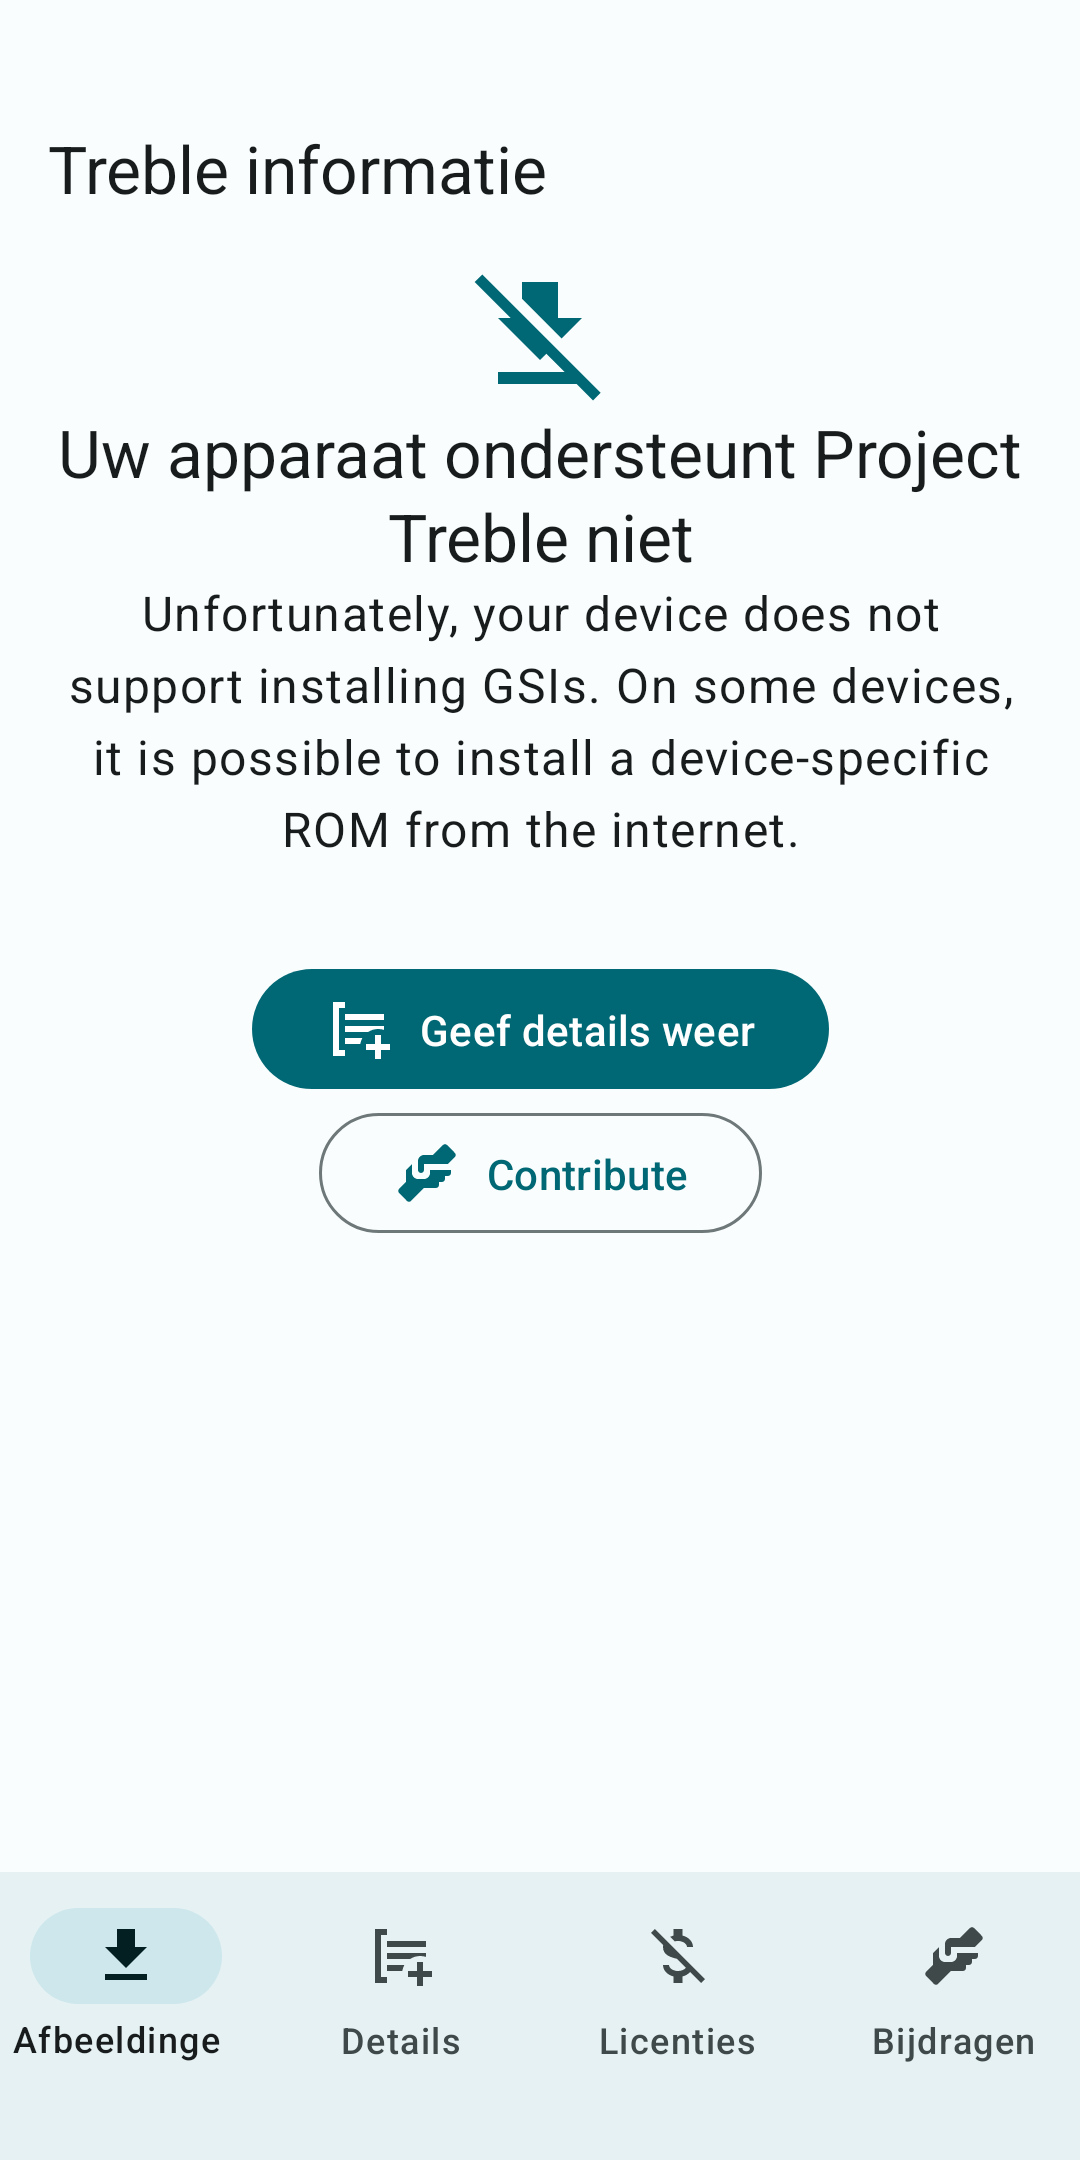 Treble informatie
Uw apparaat ondersteunt Project
Treble niet
Unfortunately, your device does not
support installing GSIs. On some devices,
it is possible to install a device-specific
ROM from the internet.
Geef details weer
Contribute
Afbeeldinge
Details
Licenties
Bijdragen